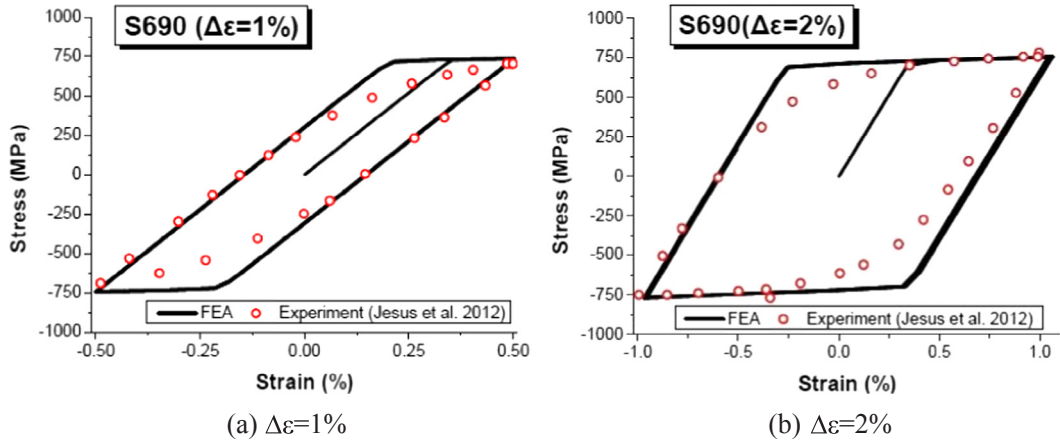 S690 (Δε=1%)
1000
750
500
250
0
-250
-500
-750
-1000
Stress (MPa)
FEA
Experiment (Jesus et al. 2012)
-0.50
-0.25
0.00
0.25
0.50
Strain (%)
(a) Δε=1%
S690(Δε=2%)
1000
750
500
250
0
-250
-500
-750
-1000
Stress (MPa)
FEA
Experiment (Jesus et al. 2012)
-1.0
-0.5
0.0
0.5
1.0
Strain (%)
(b) Δε=2%